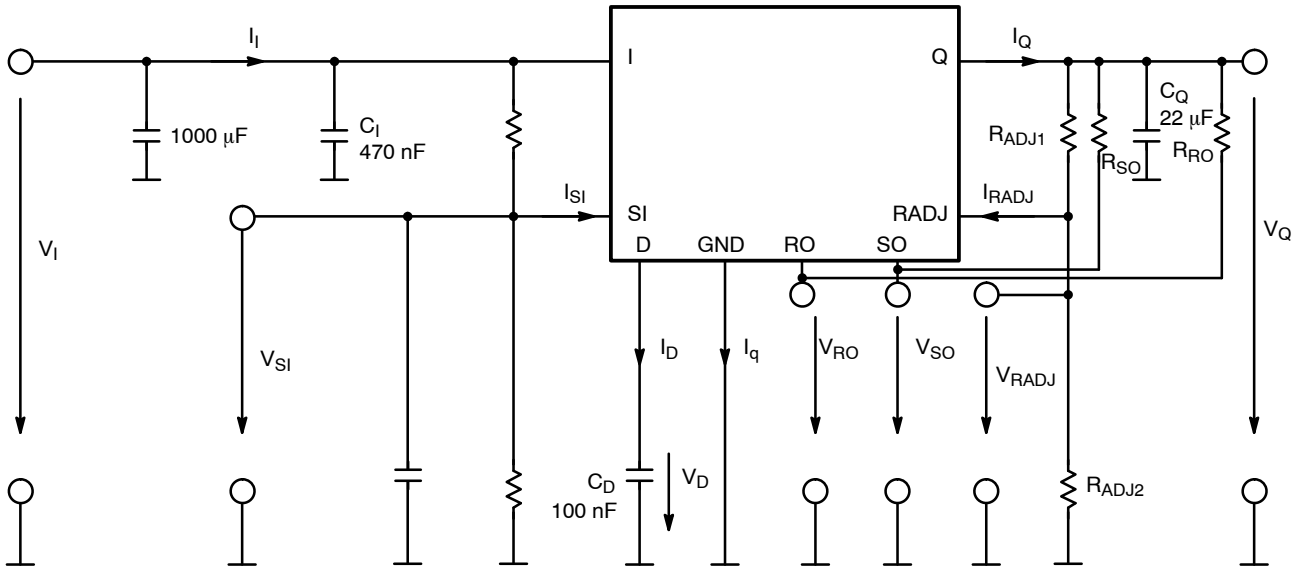 I_I
I
Q
I_Q
1000 µF
C_I
470 nF
R_ADJ1
R_SO
C_Q
22 µF
R_RO
I_SI
SI
RADJ
I_RADJ
D
GND
RO
SO
V_I
V_SI
I_D
I_q
V_RO
V_SO
V_RADJ
V_Q
C_D
100 nF
V_D
R_ADJ2